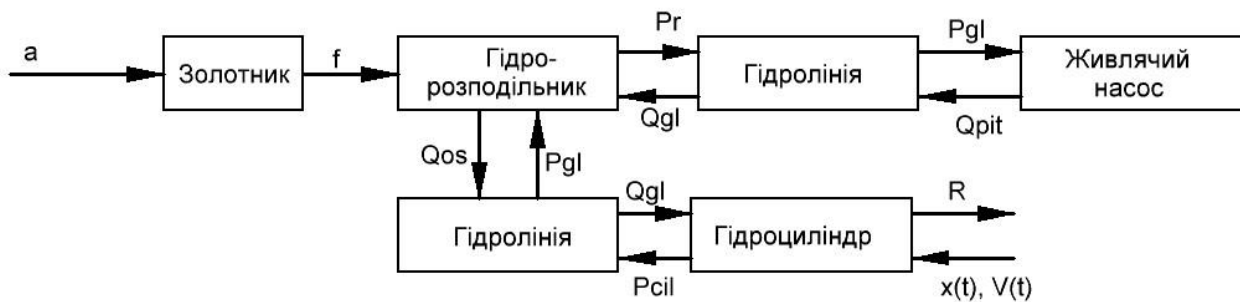 a
Золотник
f
Гідро-
розподільник
Pr
Qgl
Гідролінія
Pgl
Qpit
Живлячий
насос
Qos
Pgl
Гідролінія
Qgl
Pcil
Гідроциліндр
R
x(t), V(t)